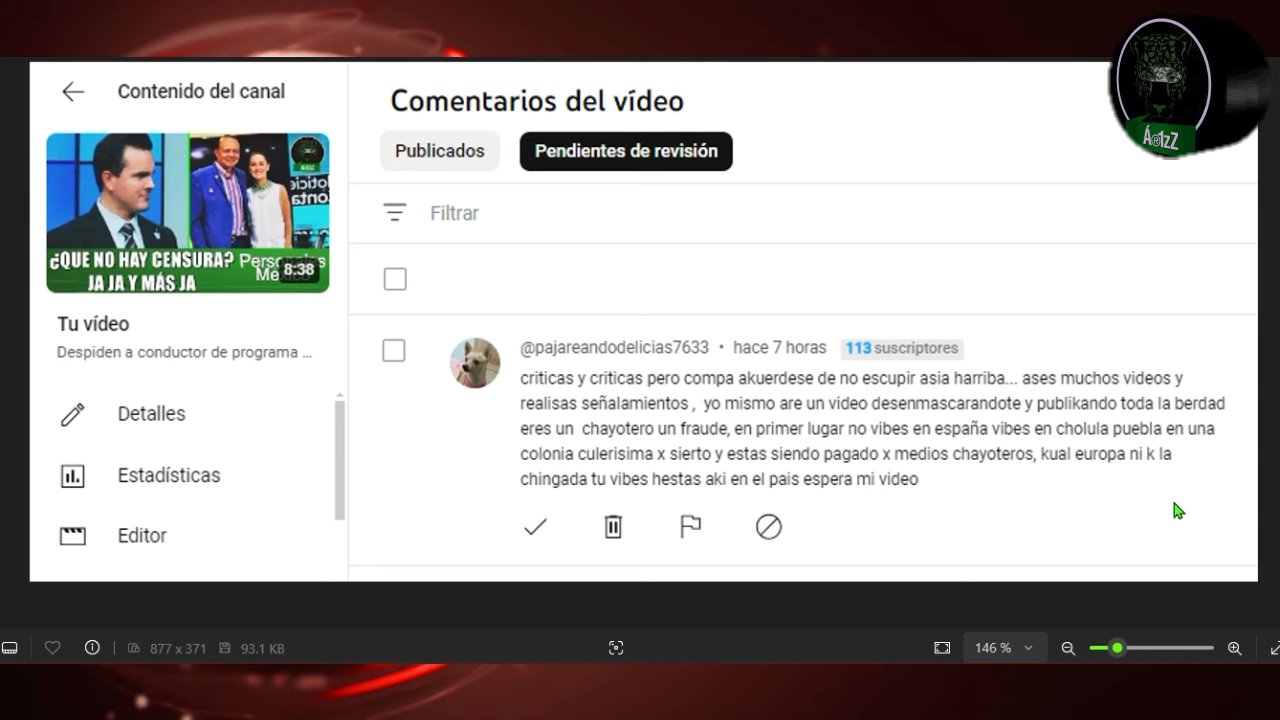 Contenido del canal
¿QUE NO HAY CENSURA?
JA JA Y MÁS JA
8:38
Tu vídeo
Despiden a conductor de programa ...
Detalles
Estadísticas
Editor
Comentarios del vídeo
Publicados
Pendientes de revisión
Filtrar
@pajareandodelicias7633 • hace 7 horas 113 suscriptores
criticas y criticas pero compa akuerdese de no escupir asia harriba... ases muchos videos y
realisas señalamientos , yo mismo are un video desenmascarandote y publikando toda la berdad
eres un chayotero un fraude, en primer lugar no vibes en españa vibes en cholula puebla en una
colonia culerisima x sierto y estas siendo pagado x medios chayoteros, kual europa ni k la
chingada tu vibes hestas aki en el pais espera mi video
877 x 371
93.1 KB
146 %